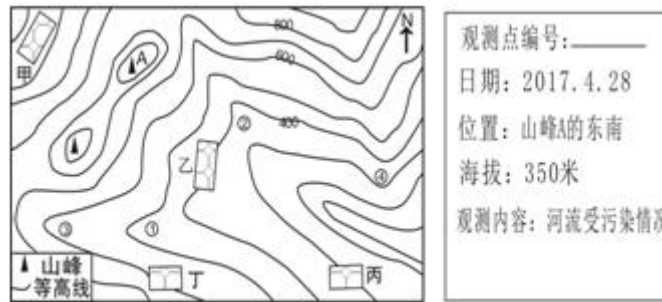 N
800
600
400
A
甲
乙
②
④
③
①
丁
丙
▲ 山峰
等高线
观测点编号:
日期: 2017.4.28
位置: 山峰A的东南
海拔: 350米
观测内容: 河流受污染情况